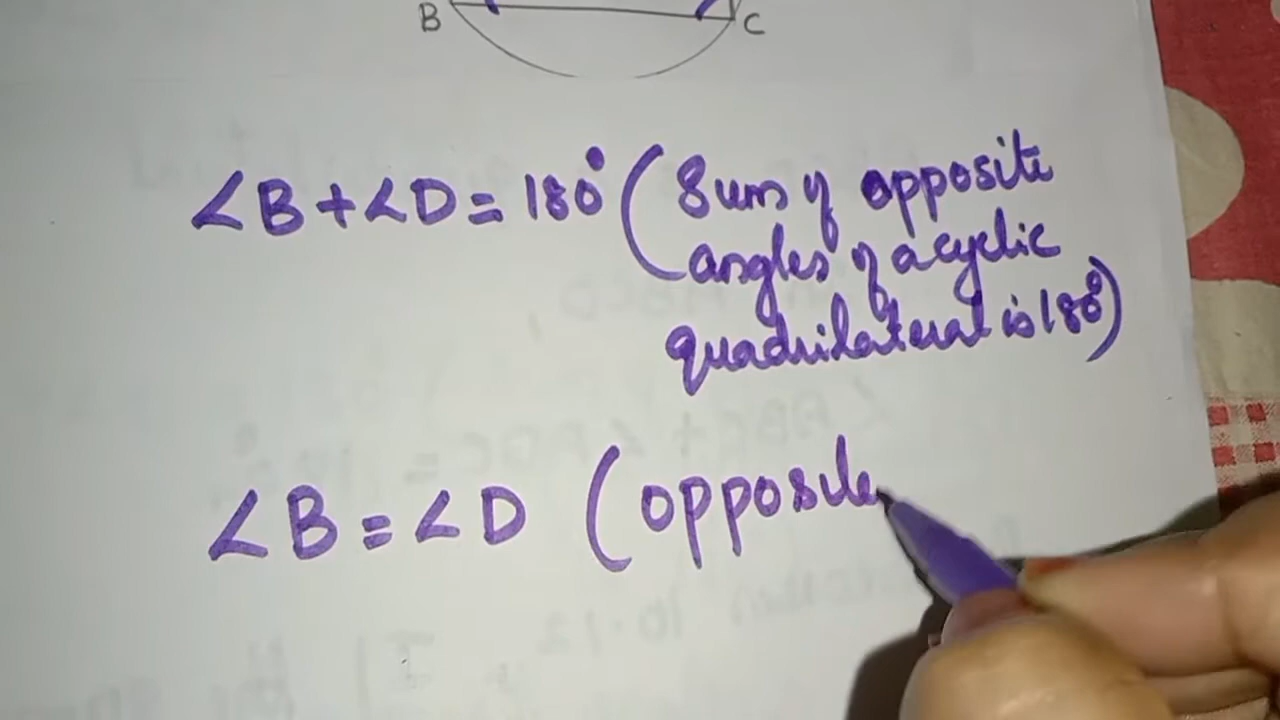 B C
∠B+∠D = 180° (Sum of opposite
angles of a cyclic
quadrilateral is 180°)
∠B = ∠D (opposite